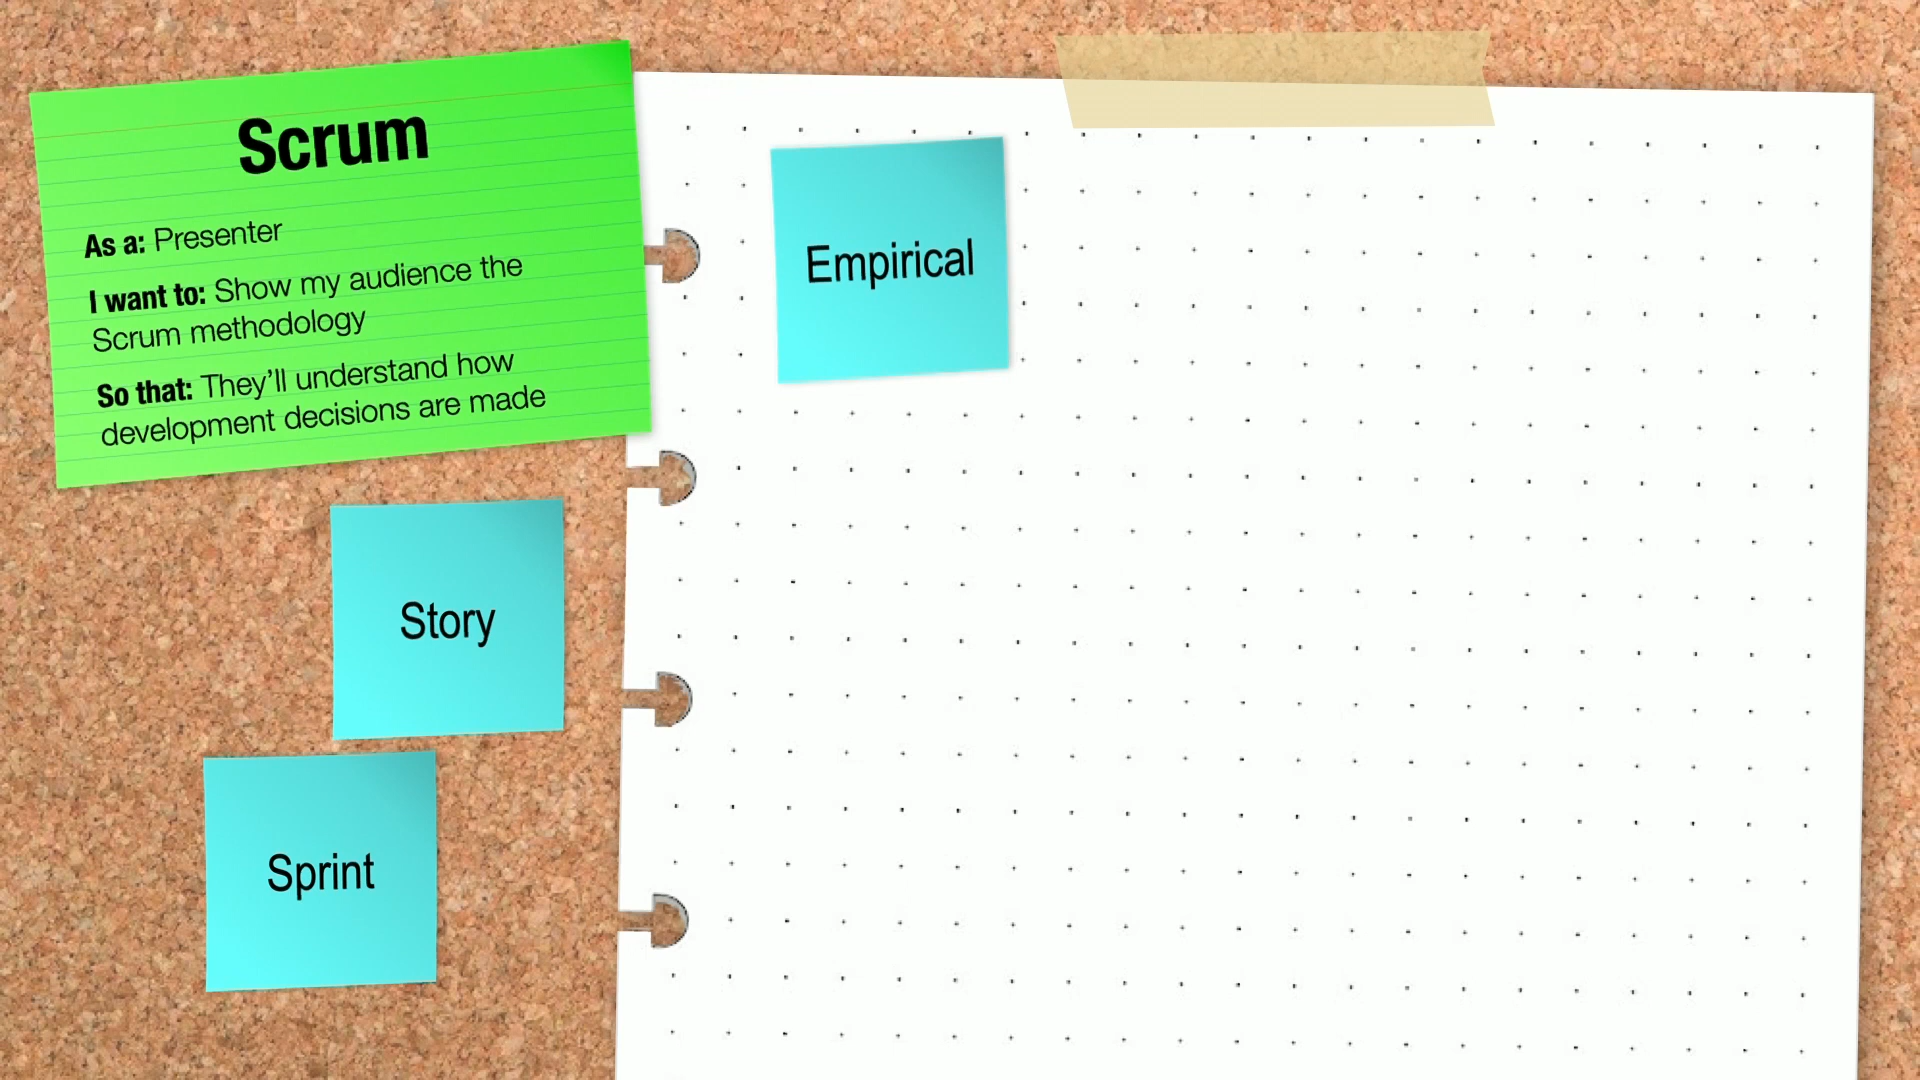 Scrum
As a: Presenter
I want to: Show my audience the
Scrum methodology
So that: They’ll understand how
development decisions are made
Empirical
Story
Sprint